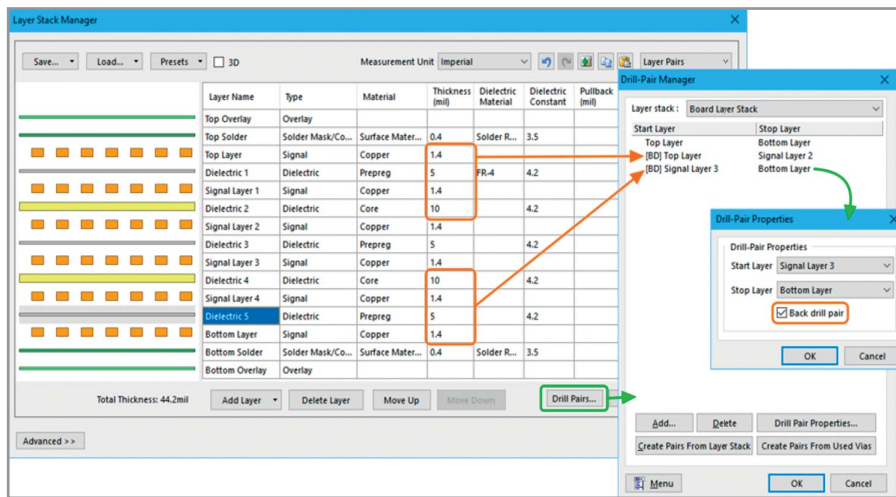 Layer Stack Manager
Save... Load... Presets 3D Measurement Unit Imperial Layer Pairs
Layer Name Type Material Thickness (mil) Dielectric Material Dielectric Constant Pullback (mil)
Top Overlay Overlay
Top Solder Solder Mask/Co... Surface Mater... 0.4 Solder R... 3.5
Top Layer Signal Copper 1.4
Dielectric 1 Dielectric Prepreg 5 FR-4 4.2
Signal Layer 1 Signal Copper 1.4
Dielectric 2 Dielectric Core 10 4.2
Signal Layer 2 Signal Copper 1.4
Dielectric 3 Dielectric Prepreg 5 4.2
Signal Layer 3 Signal Copper 1.4
Dielectric 4 Dielectric Core 10 4.2
Signal Layer 4 Signal Copper 1.4
Dielectric 5 Dielectric Prepreg 5 4.2
Bottom Layer Signal Copper 1.4
Bottom Solder Solder Mask/Co... Surface Mater... 0.4 Solder R... 3.5
Bottom Overlay Overlay
Total Thickness: 44.2mil Add Layer Delete Layer Move Up Move Down Drill Pairs...
Advanced >>
Drill-Pair Manager
Layer stack : Board Layer Stack
Start Layer Stop Layer
Top Layer Bottom Layer
[BD] Top Layer Signal Layer 2
[BD] Signal Layer 3 Bottom Layer
Drill-Pair Properties
Drill-Pair Properties
Start Layer Signal Layer 3
Stop Layer Bottom Layer
Back drill pair
OK Cancel
Add... Delete Drill Pair Properties...
Create Pairs From Layer Stack Create Pairs From Used Vias
Menu OK Cancel